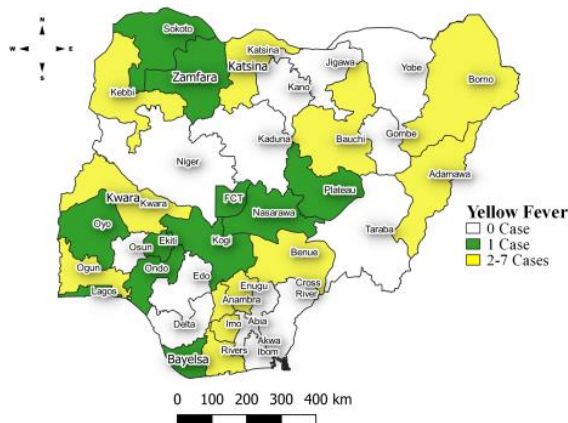 N
W E
S
Sokoto
Zamfara
Katsina
Katsina
Kebbi
Jigawa
Kano
Yobe
Borno
Kaduna
Bauchi
Gombe
Niger
Adamawa
Kwara
Kwara
FCT
Plateau
Nasarawa
Taraba
Oyo
Osun
Ekiti
Kogi
Ogun
Ondo
Edo
Benue
Lagos
Enugu
Anambra
Cross
River
Delta
Imo
Abia
Bayelsa
Rivers
Akwa
Ibom
Yellow Fever
0 Case
1 Case
2-7 Cases
0 100 200 300 400 km